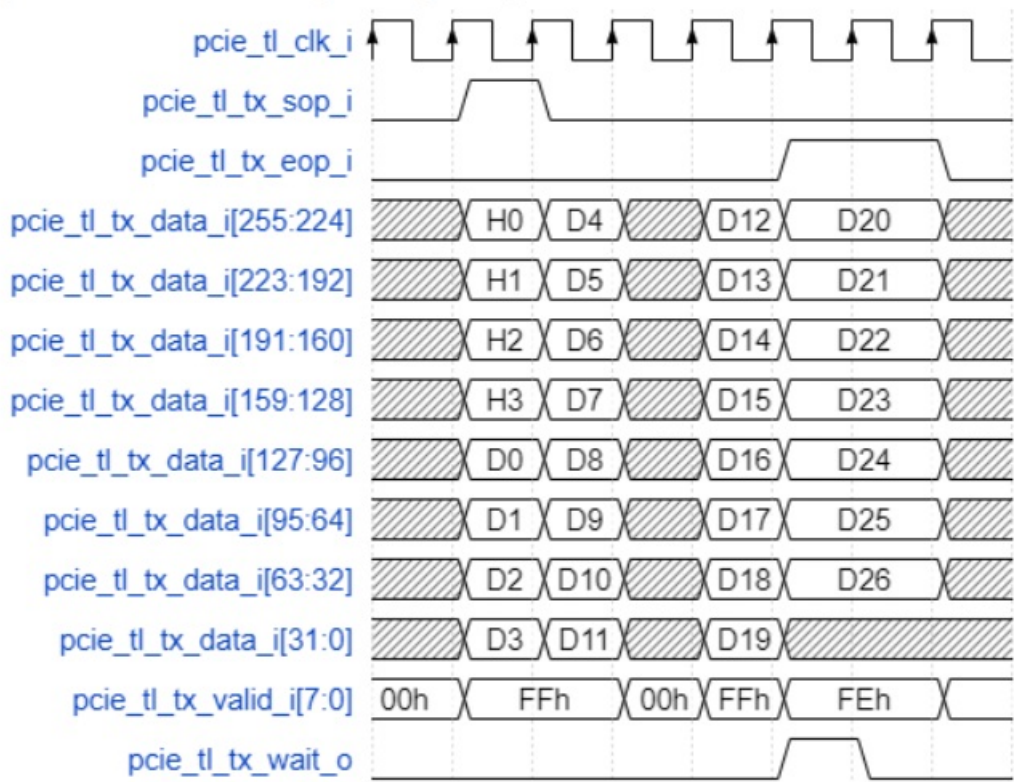 pcie_tl_clk_i
pcie_tl_tx_sop_i
pcie_tl_tx_eop_i
pcie_tl_tx_data_i[255:224] H0 D4 D12 D20
pcie_tl_tx_data_i[223:192] H1 D5 D13 D21
pcie_tl_tx_data_i[191:160] H2 D6 D14 D22
pcie_tl_tx_data_i[159:128] H3 D7 D15 D23
pcie_tl_tx_data_i[127:96] D0 D8 D16 D24
pcie_tl_tx_data_i[95:64] D1 D9 D17 D25
pcie_tl_tx_data_i[63:32] D2 D10 D18 D26
pcie_tl_tx_data_i[31:0] D3 D11 D19
pcie_tl_tx_valid_i[7:0] 00h FFh 00h FFh FEh
pcie_tl_tx_wait_o